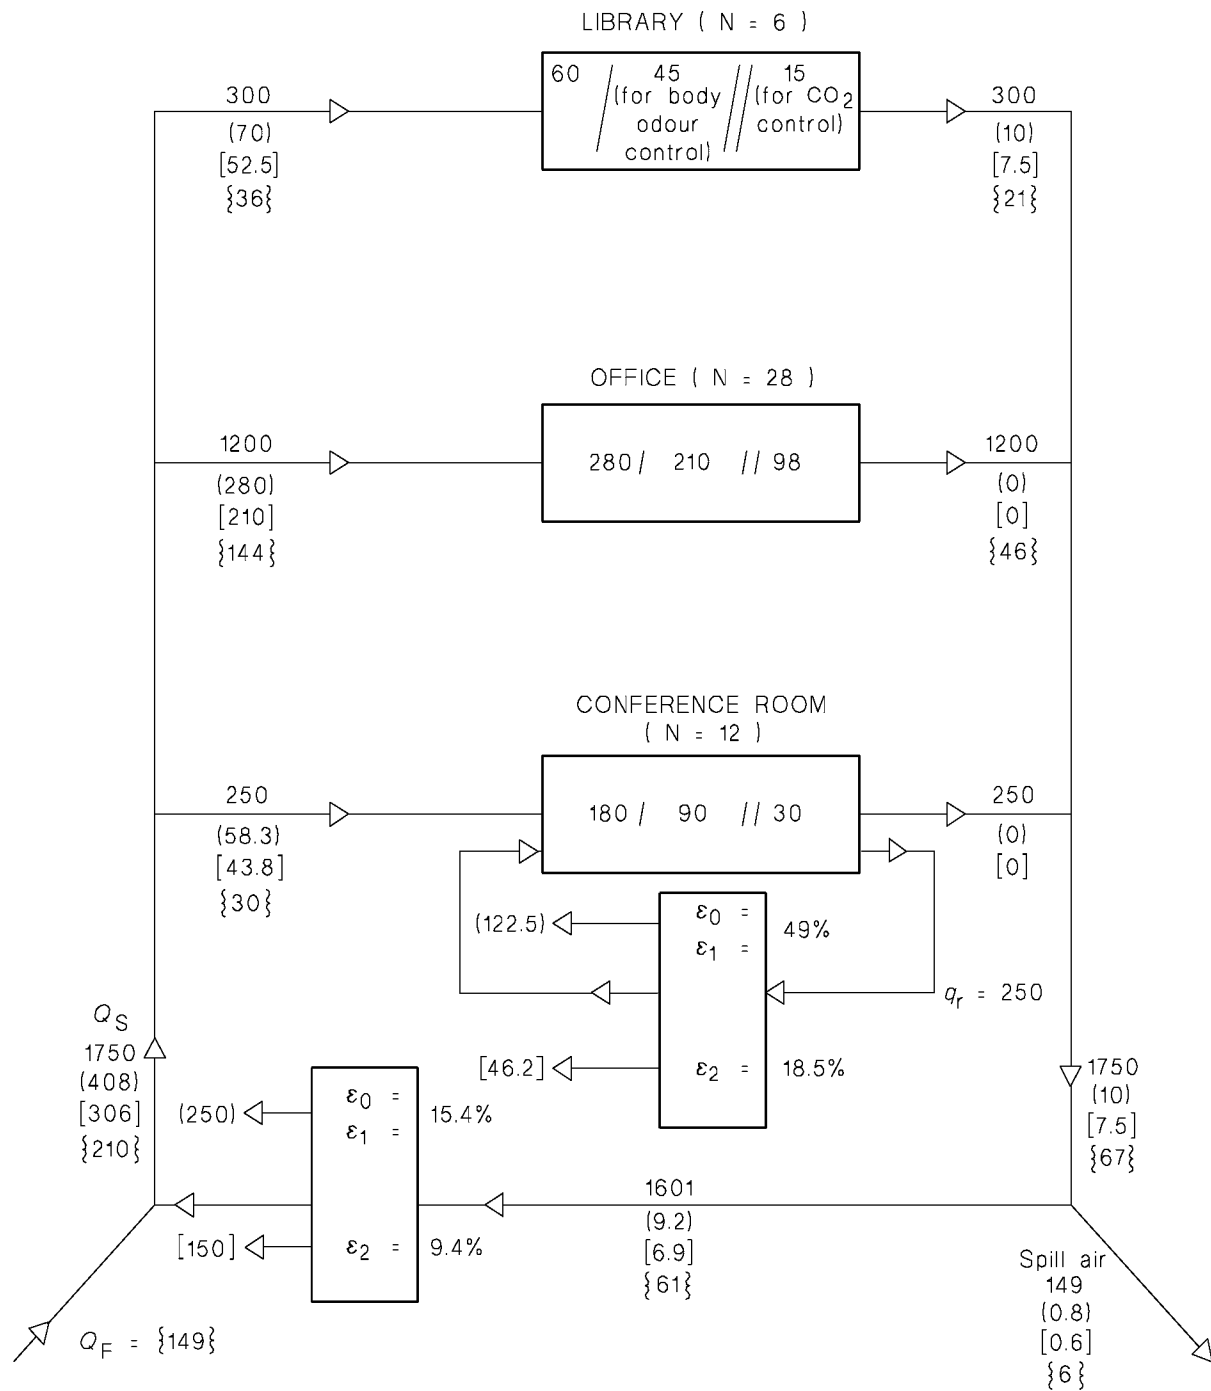 LIBRARY ( N = 6 )
60 / 45 // 15
(for body odour control) (for CO2 control)
300
(70)
[52.5]
{36}
300
(10)
[7.5]
{21}
OFFICE ( N = 28 )
280 / 210 // 98
1200
(280)
[210]
{144}
1200
(0)
[0]
{46}
CONFERENCE ROOM
( N = 12 )
180 / 90 // 30
250
(58.3)
[43.8]
{30}
250
(0)
[0]
(122.5)
ε0 =
ε1 =
49%
qr = 250
[46.2]
ε2 = 18.5%
QS
1750
(408)
[306]
{210}
1750
(10)
[7.5]
{67}
(250)
ε0 =
ε1 =
15.4%
[150]
ε2 = 9.4%
1601
(9.2)
[6.9]
{61}
QF = {149}
Spill air
149
(0.8)
[0.6]
{6}